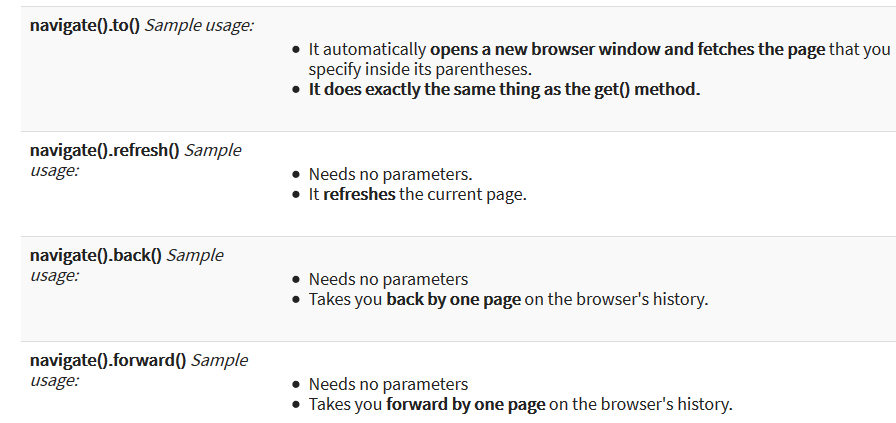 navigate().to() Sample usage:
• It automatically opens a new browser window and fetches the page that you
specify inside its parentheses.
• It does exactly the same thing as the get() method.
navigate().refresh() Sample
usage:
• Needs no parameters.
• It refreshes the current page.
navigate().back() Sample
usage:
• Needs no parameters
• Takes you back by one page on the browser's history.
navigate().forward() Sample
usage:
• Needs no parameters
• Takes you forward by one page on the browser's history.